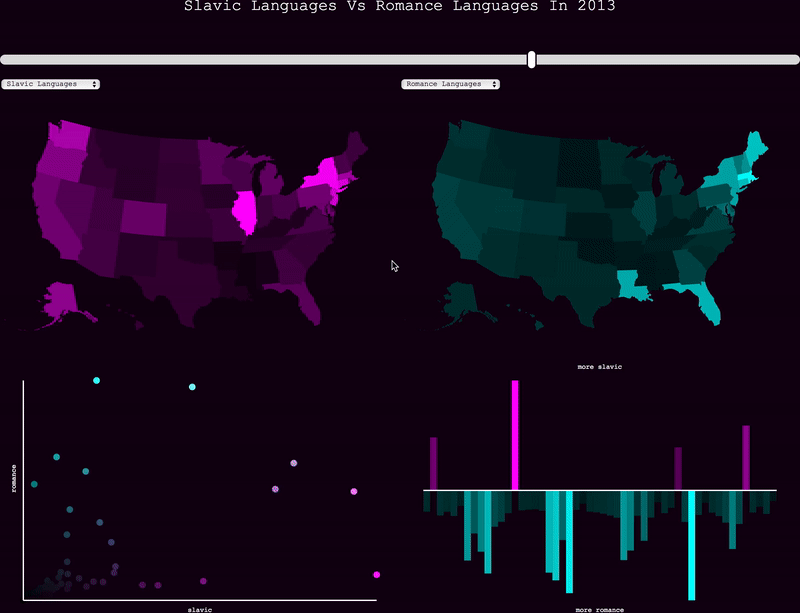 Slavic Languages Vs Romance Languages In 2013
Slavic Languages
Romance Languages
more slavic
romance
slavic
more romance